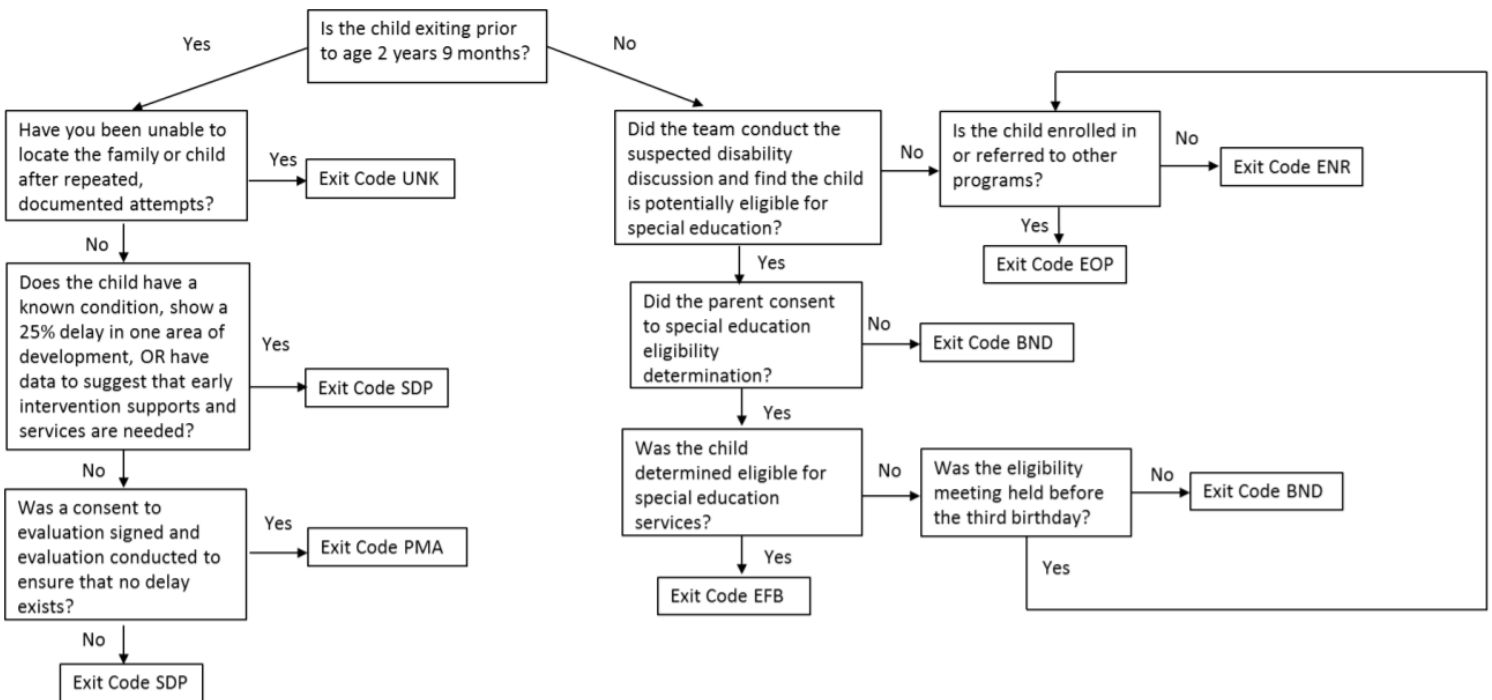 Is the child exiting prior
to age 2 years 9 months?
Yes
No
Have you been unable to
locate the family or child
after repeated,
documented attempts?
Yes
Exit Code UNK
No
Does the child have a
known condition, show a
25% delay in one area of
development, OR have
data to suggest that early
intervention supports and
services are needed?
Yes
Exit Code SDP
No
Was a consent to
evaluation signed and
evaluation conducted to
ensure that no delay
exists?
Yes
Exit Code PMA
No
Exit Code SDP
Did the team conduct the
suspected disability
discussion and find the child
is potentially eligible for
special education?
No
Is the child enrolled in
or referred to other
programs?
No
Exit Code ENR
Yes
Exit Code EOP
Yes
Did the parent consent
to special education
eligibility
determination?
No
Exit Code BND
Yes
Was the child
determined eligible for
special education
services?
No
Was the eligibility
meeting held before
the third birthday?
No
Exit Code BND
Yes
Yes
Exit Code EFB